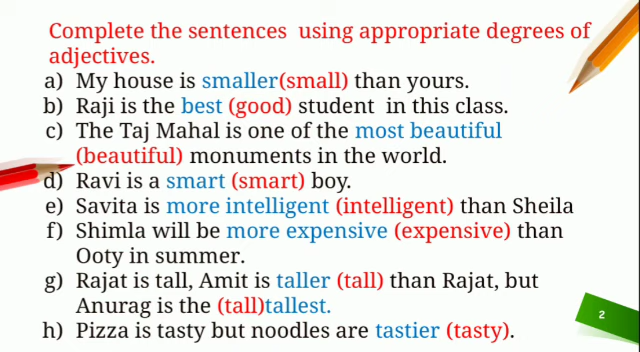 Complete the sentences using appropriate degrees of
adjectives.
a) My house is smaller(small) than yours.
b) Raji is the best (good) student in this class.
c) The Taj Mahal is one of the most beautiful
(beautiful) monuments in the world.
d) Ravi is a smart (smart) boy.
e) Savita is more intelligent (intelligent) than Sheila
f) Shimla will be more expensive (expensive) than
Ooty in summer.
g) Rajat is tall, Amit is taller (tall) than Rajat, but
Anurag is the (tall)tallest.
h) Pizza is tasty but noodles are tastier (tasty).
2